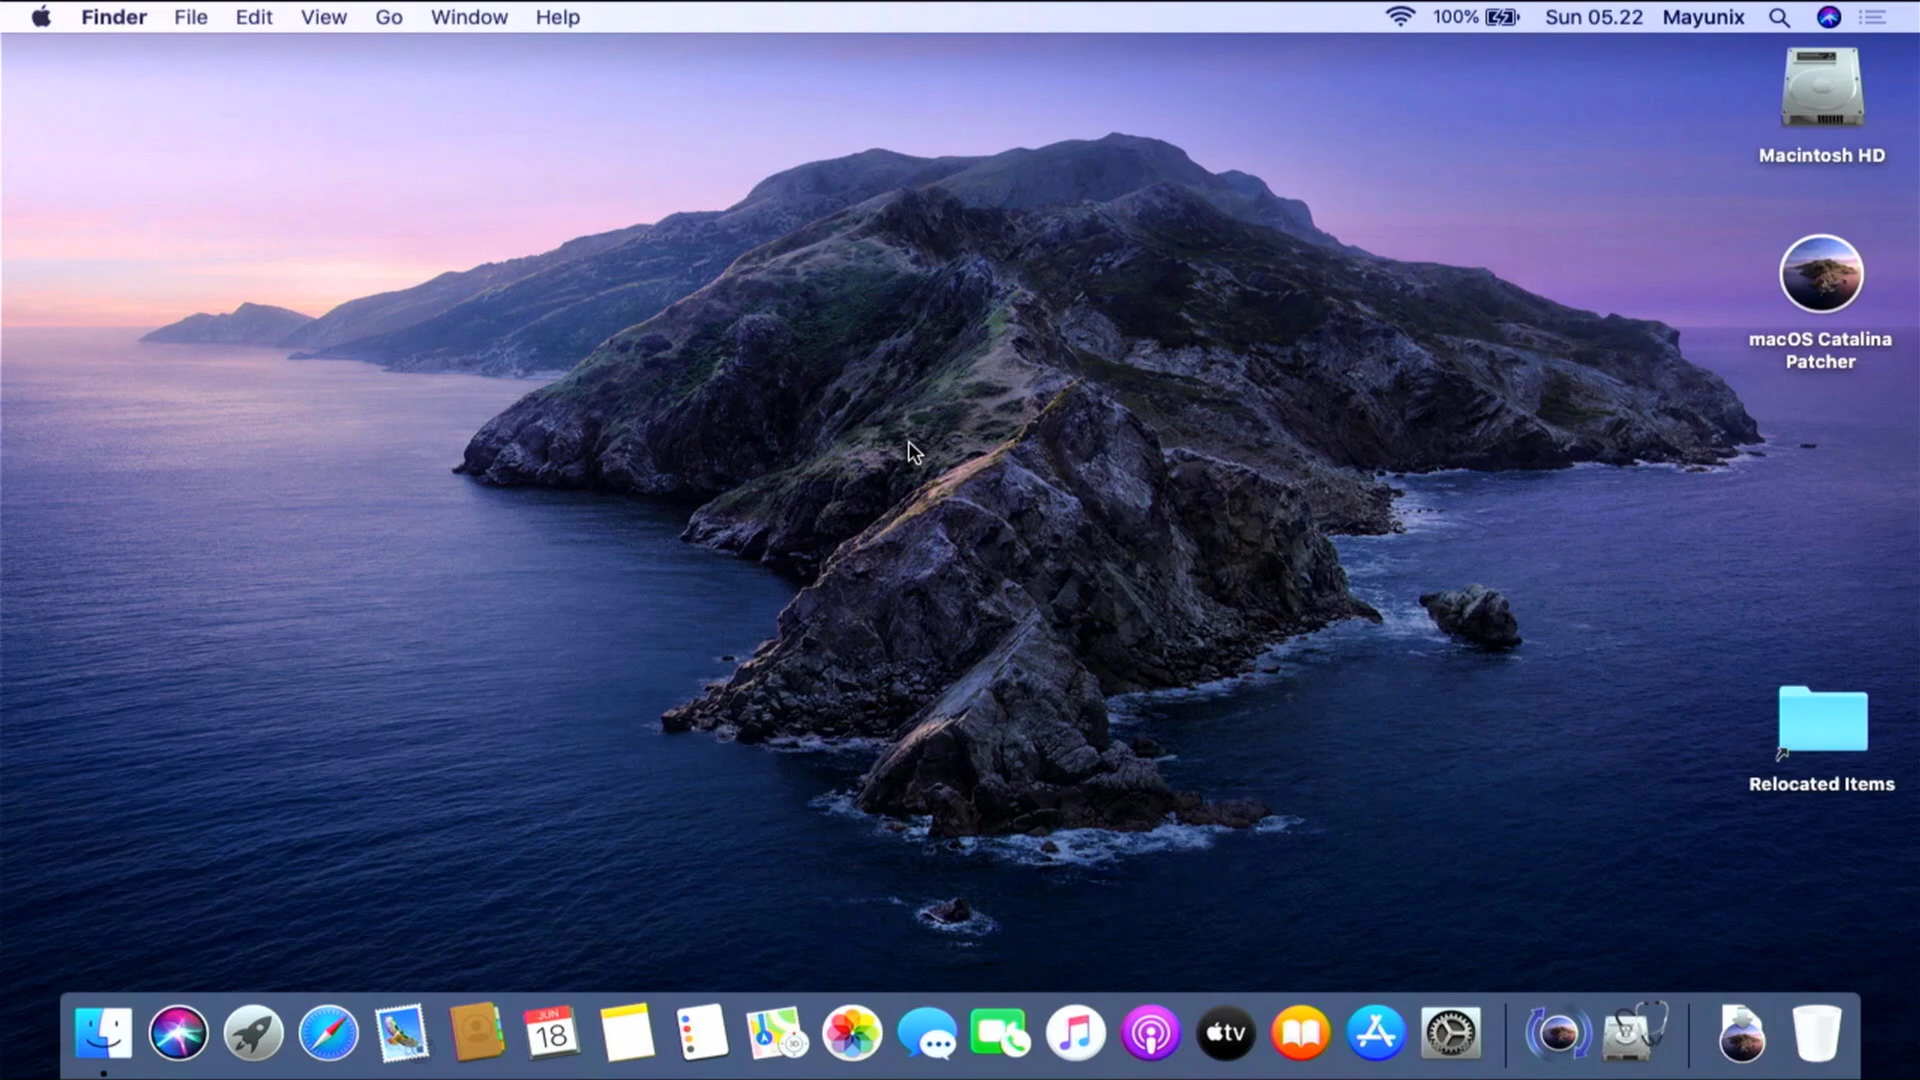 Finder File Edit View Go Window Help 100% Sun 05.22 Mayunix
Macintosh HD
macOS Catalina
Patcher
Relocated Items
JUN
18
3D
tv